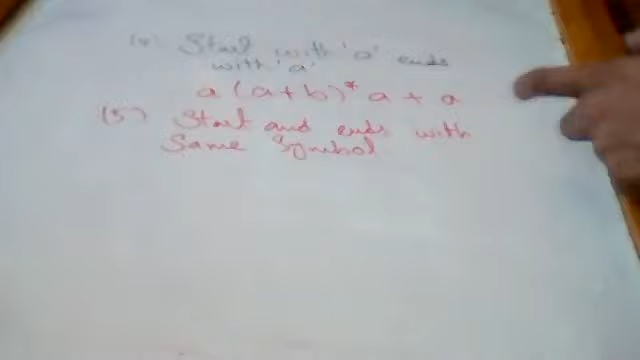 (4) Start with 'a' ends
with 'a'
a (a+b)* a + a
(5) Start and ends with
Same Symbol